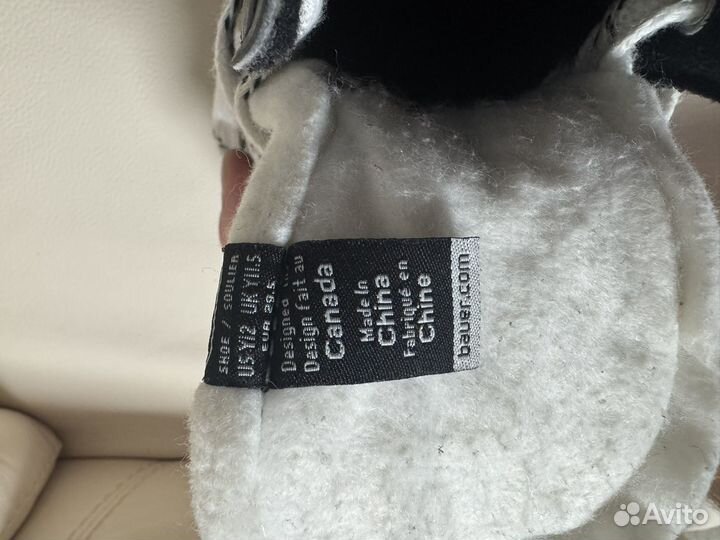 SHOE / SOULIER
US:Y12 UK:Y11.5
EUR 29.5
Designed in
Design fait au
Canada
Made In
China
Fabriqué en
Chine
bauer.com
Avito